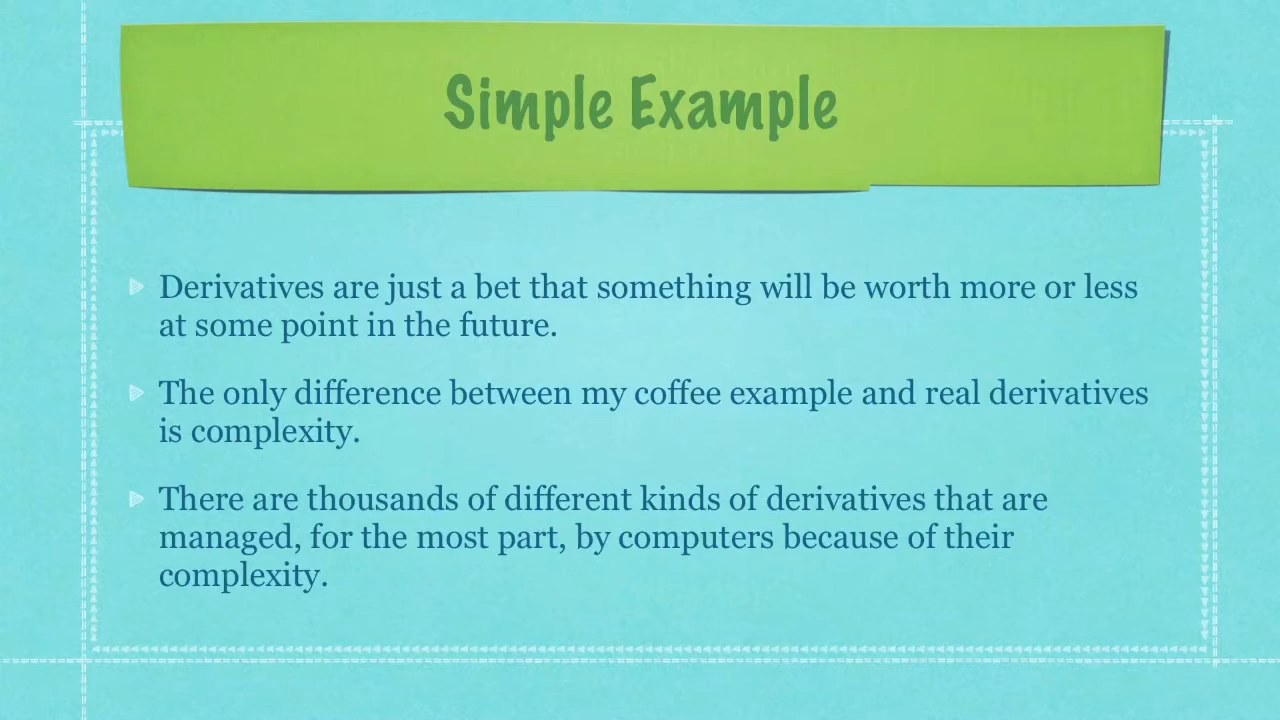 Simple Example
Derivatives are just a bet that something will be worth more or less
at some point in the future.
The only difference between my coffee example and real derivatives
is complexity.
There are thousands of different kinds of derivatives that are
managed, for the most part, by computers because of their
complexity.